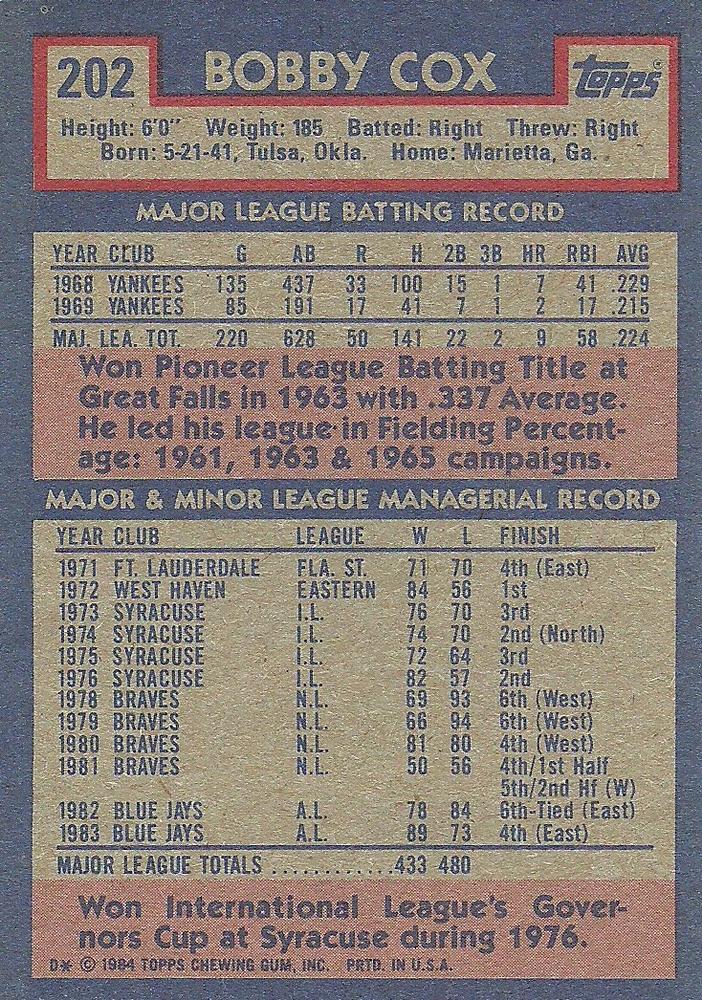 202 BOBBY COX Topps
Height: 6'0" Weight: 185 Batted: Right Threw: Right
Born: 5-21-41, Tulsa, Okla. Home: Marietta, Ga.
MAJOR LEAGUE BATTING RECORD
YEAR CLUB G AB R H 2B 3B HR RBI AVG
1968 YANKEES 135 437 33 100 15 1 7 41 .229
1969 YANKEES 85 191 17 41 7 1 2 17 .215
MAJ. LEA. TOT. 220 628 50 141 22 2 9 58 .224
Won Pioneer League Batting Title at
Great Falls in 1963 with .337 Average.
He led his league in Fielding Percent-
age: 1961, 1963 & 1965 campaigns.
MAJOR & MINOR LEAGUE MANAGERIAL RECORD
YEAR CLUB LEAGUE W L FINISH
1971 FT. LAUDERDALE FLA. ST. 71 70 4th (East)
1972 WEST HAVEN EASTERN 84 56 1st
1973 SYRACUSE I.L. 76 70 3rd
1974 SYRACUSE I.L. 74 70 2nd (North)
1975 SYRACUSE I.L. 72 64 3rd
1976 SYRACUSE I.L. 82 57 2nd
1978 BRAVES N.L. 69 93 6th (West)
1979 BRAVES N.L. 66 94 6th (West)
1980 BRAVES N.L. 81 80 4th (West)
1981 BRAVES N.L. 50 56 4th/1st Half
5th/2nd Hf (W)
1982 BLUE JAYS A.L. 78 84 6th-Tied (East)
1983 BLUE JAYS A.L. 89 73 4th (East)
MAJOR LEAGUE TOTALS ............433 480
Won International League's Gover-
nors Cup at Syracuse during 1976.
D* © 1984 TOPPS CHEWING GUM, INC. PRTD. IN U.S.A.